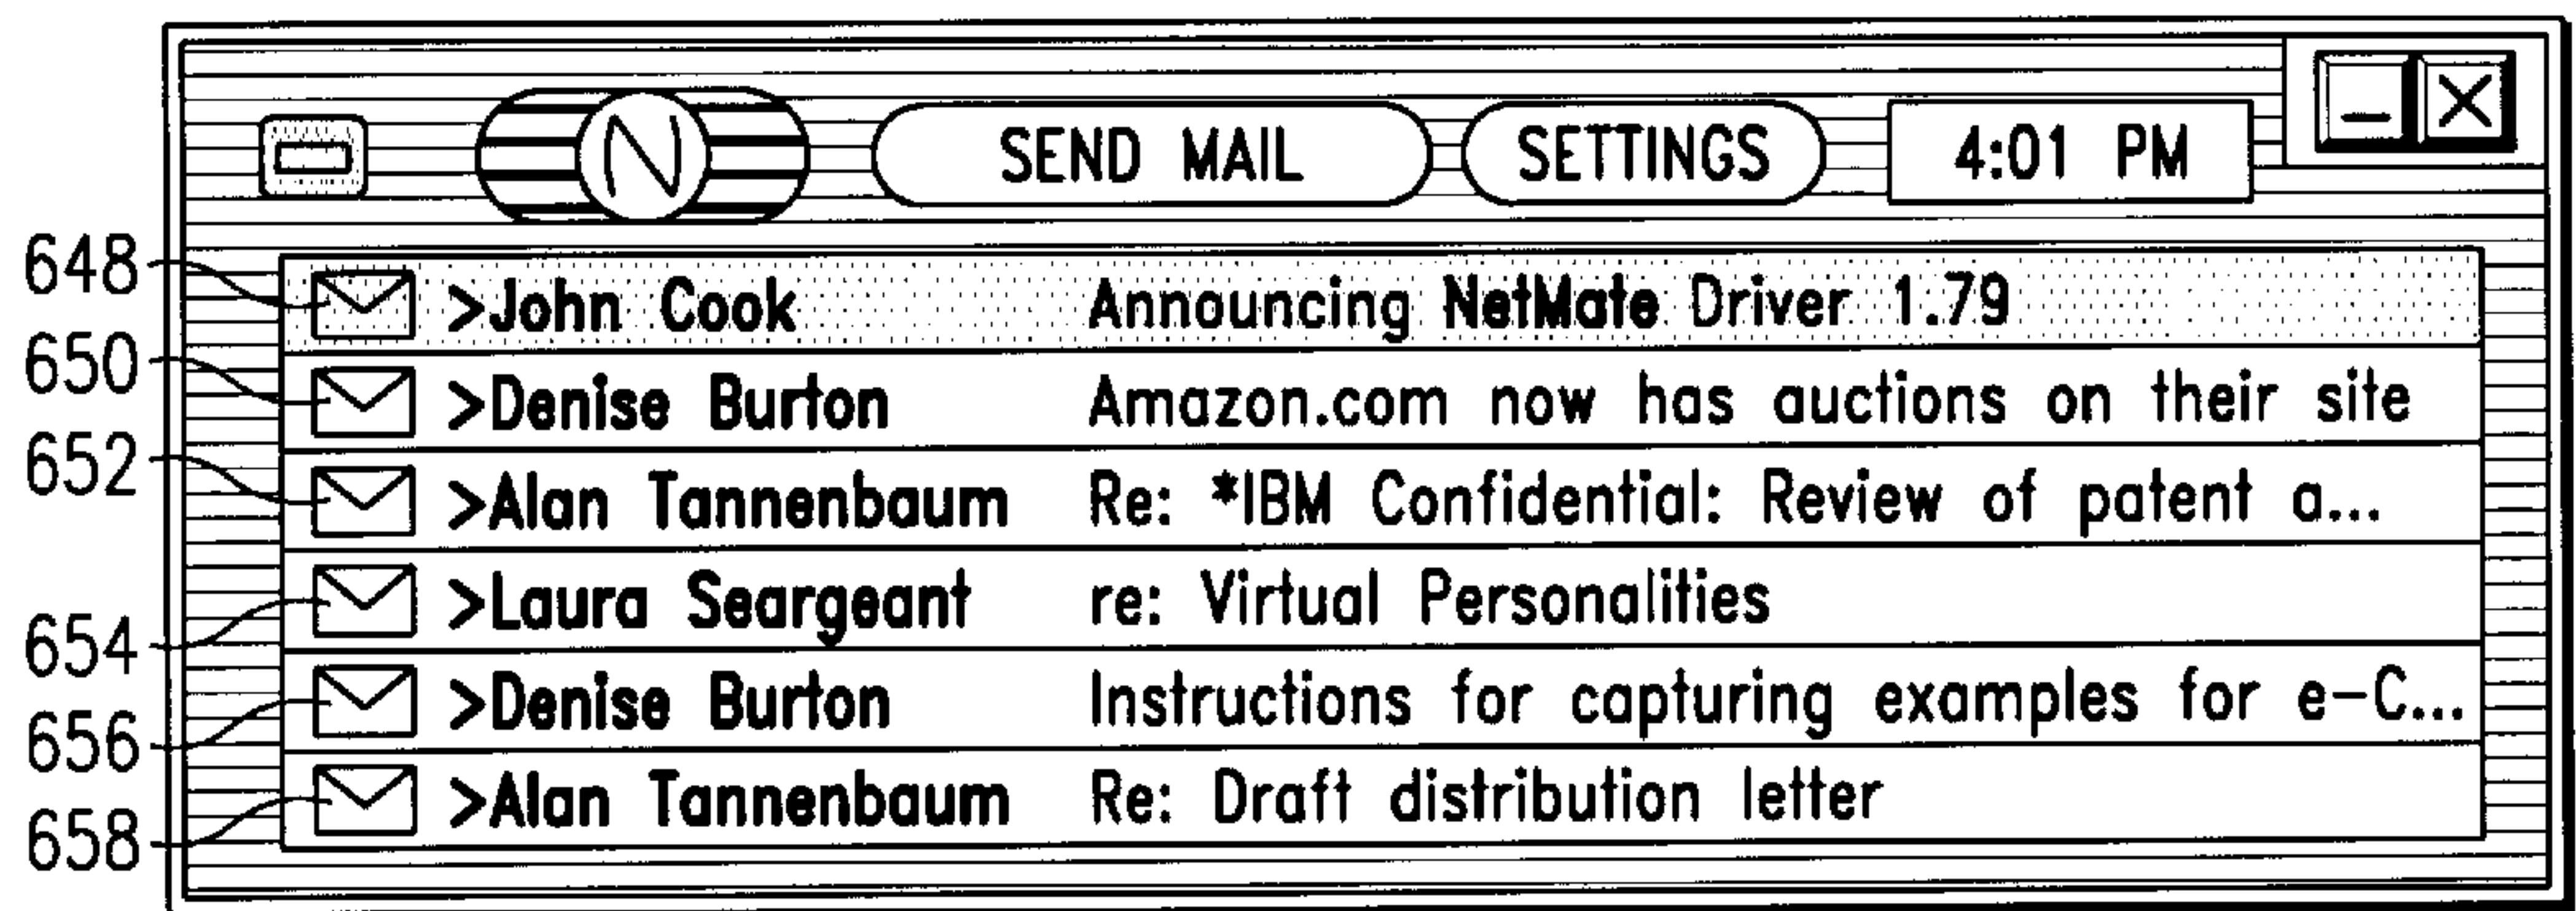 N SEND MAIL SETTINGS 4:01 PM
648 >John Cook Announcing NetMate Driver 1.79
650 >Denise Burton Amazon.com now has auctions on their site
652 >Alan Tannenbaum Re: *IBM Confidential: Review of patent a...
654 >Laura Seargeant re: Virtual Personalities
656 >Denise Burton Instructions for capturing examples for e-C...
658 >Alan Tannenbaum Re: Draft distribution letter